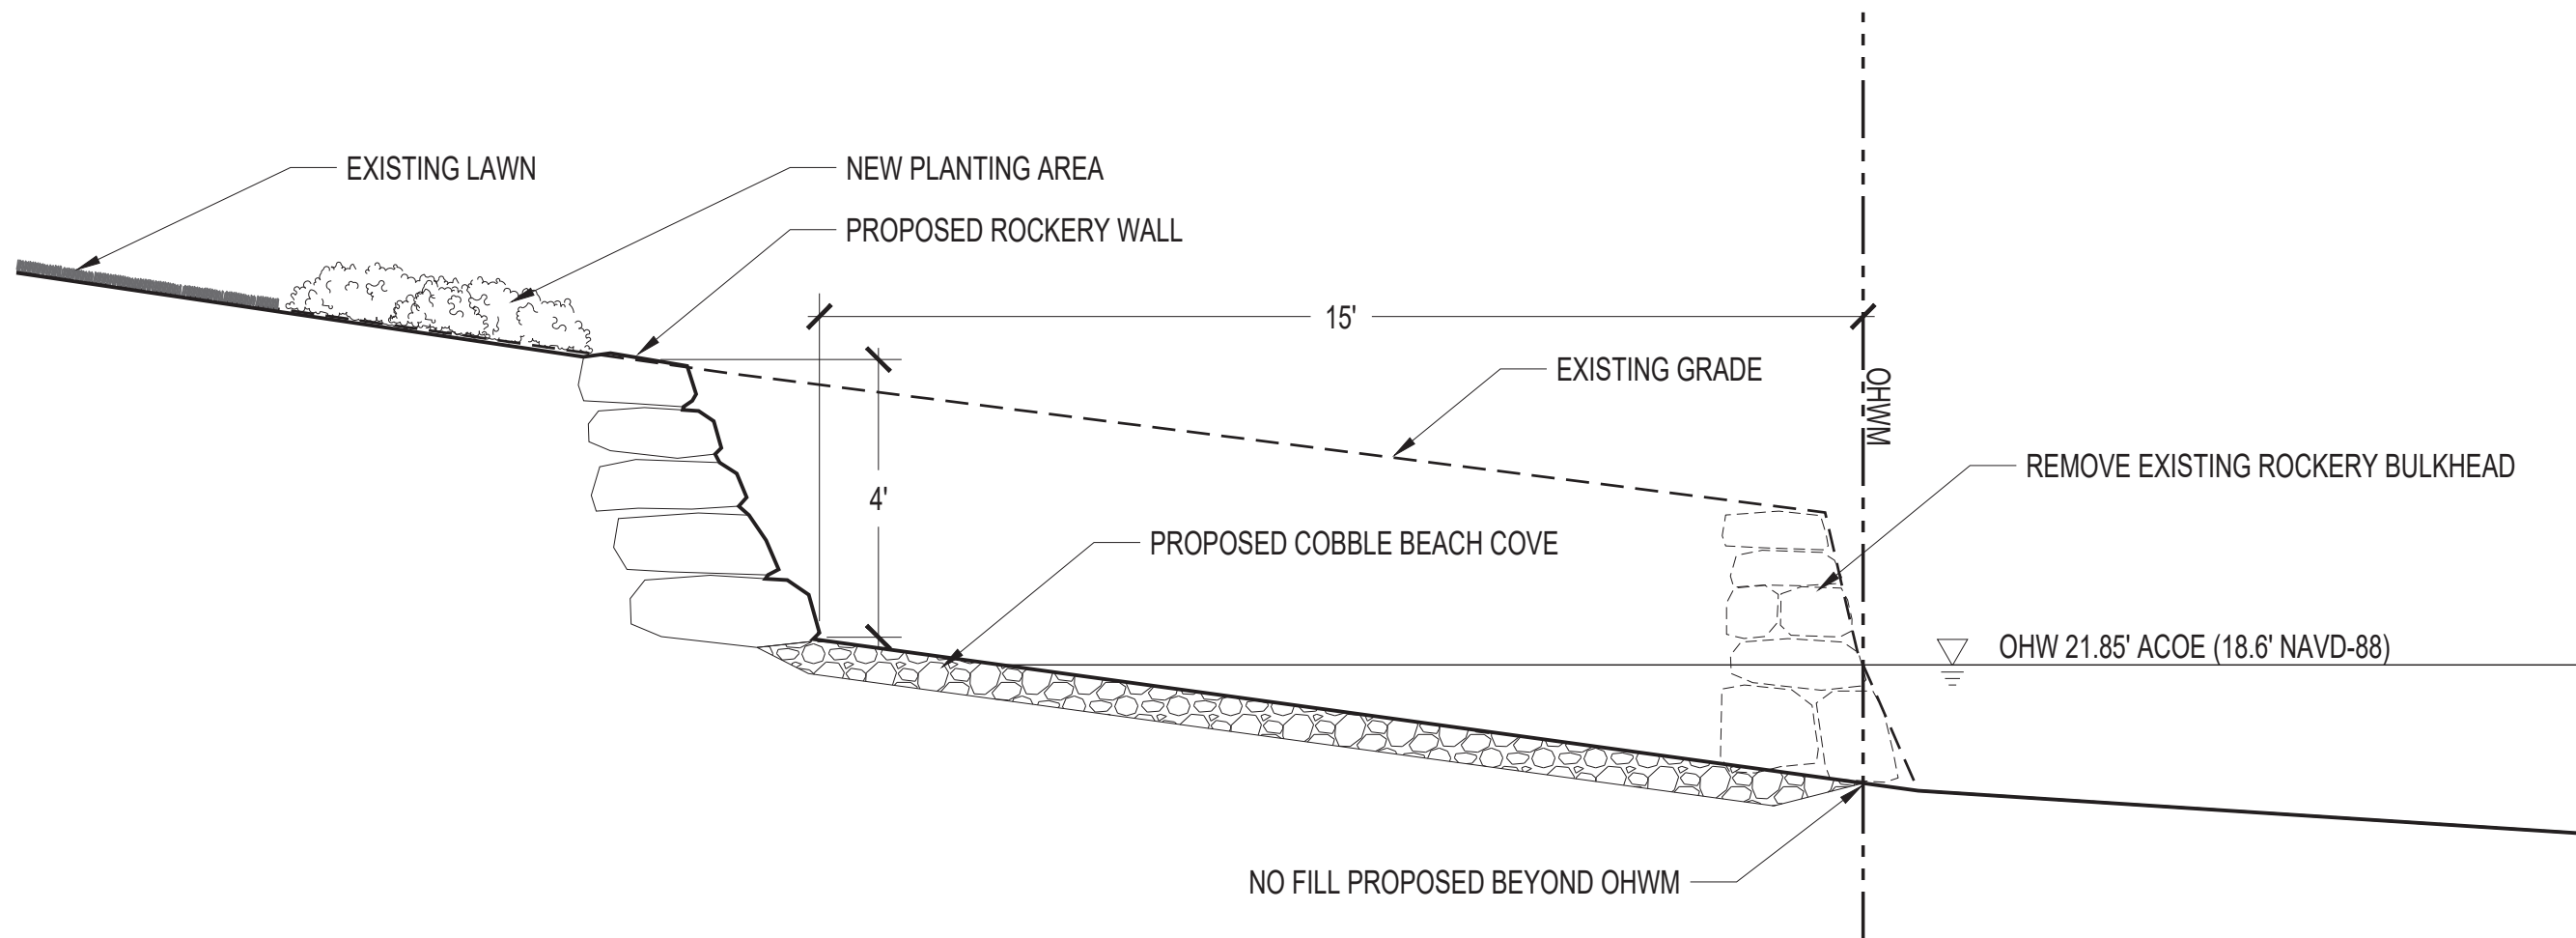 EXISTING LAWN
NEW PLANTING AREA
PROPOSED ROCKERY WALL
15'
EXISTING GRADE
OHWM
REMOVE EXISTING ROCKERY BULKHEAD
4'
PROPOSED COBBLE BEACH COVE
OHW 21.85' ACOE (18.6' NAVD-88)
NO FILL PROPOSED BEYOND OHWM